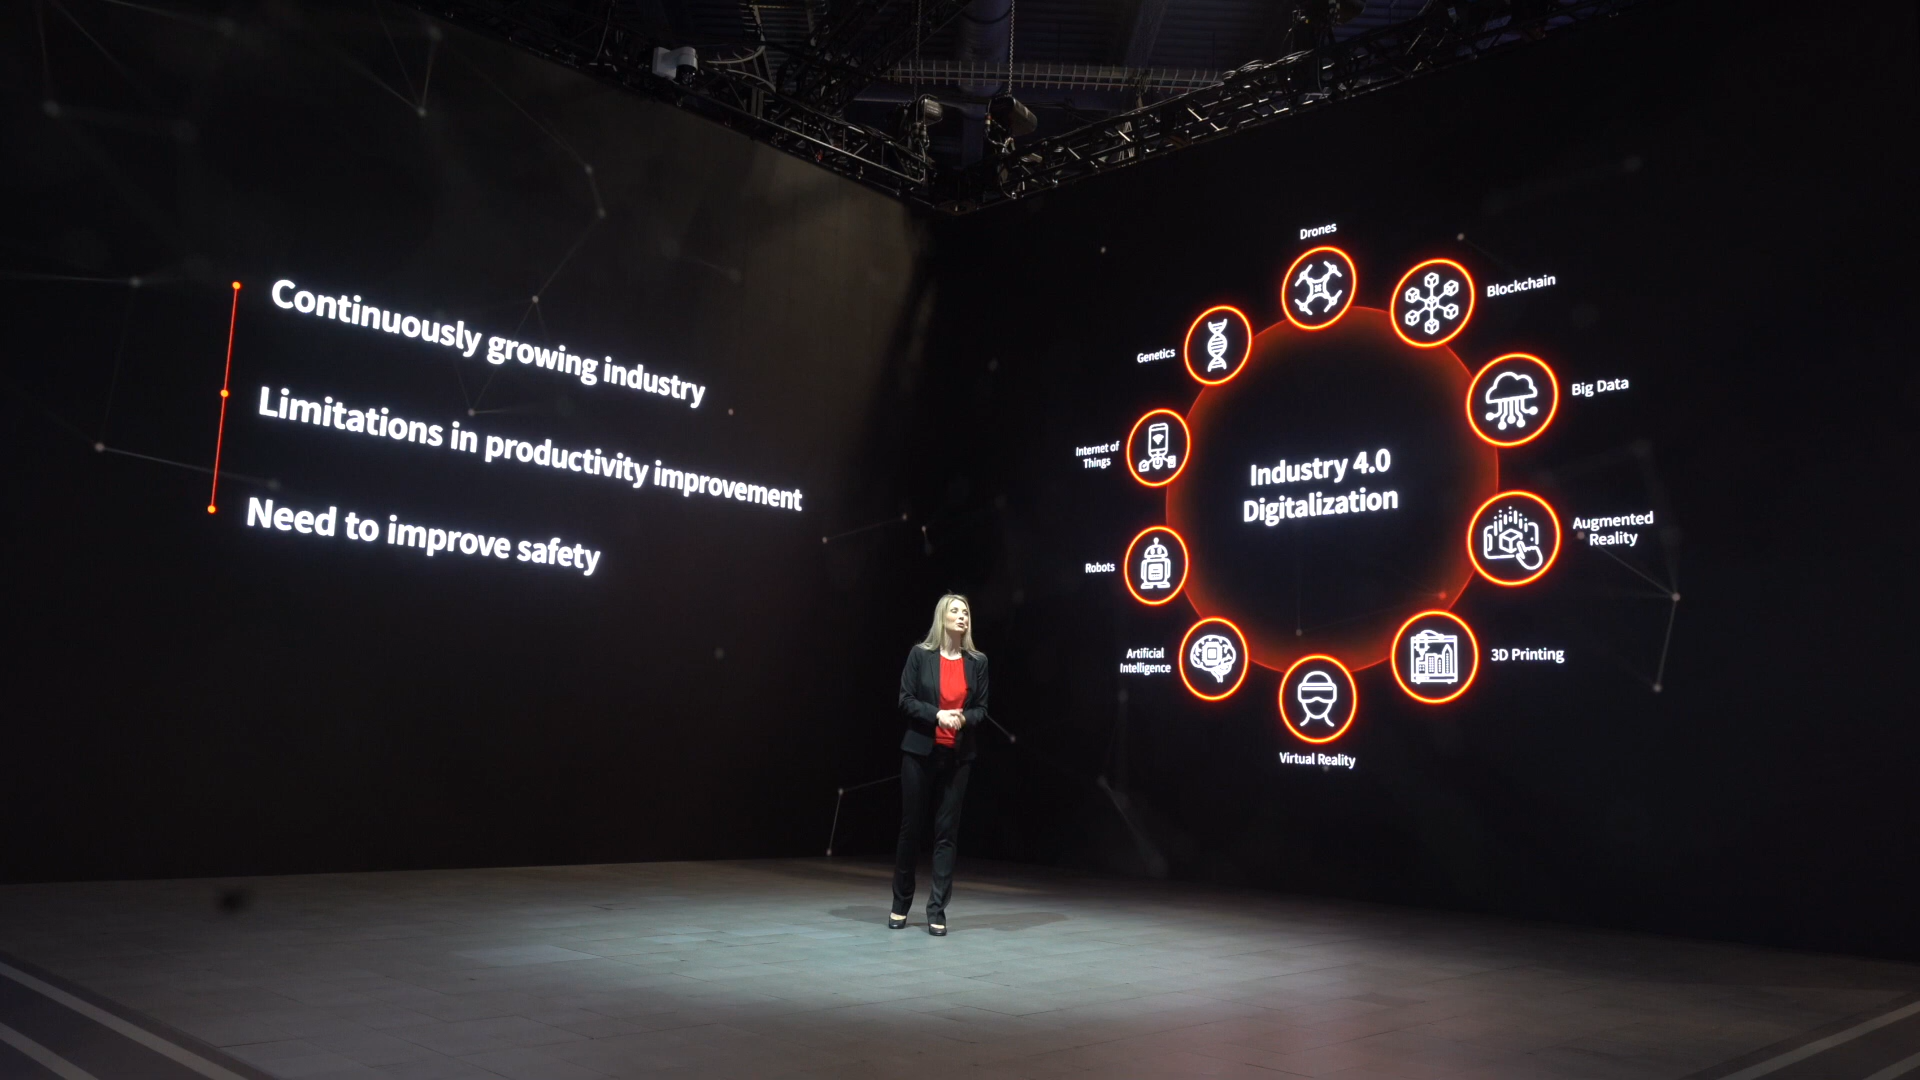 Continuously growing industry
Limitations in productivity improvement
Need to improve safety
Drones
Blockchain
Genetics
Big Data
Internet of
Things
Industry 4.0
Digitalization
Augmented
Reality
Robots
Artificial
Intelligence
3D Printing
Virtual Reality